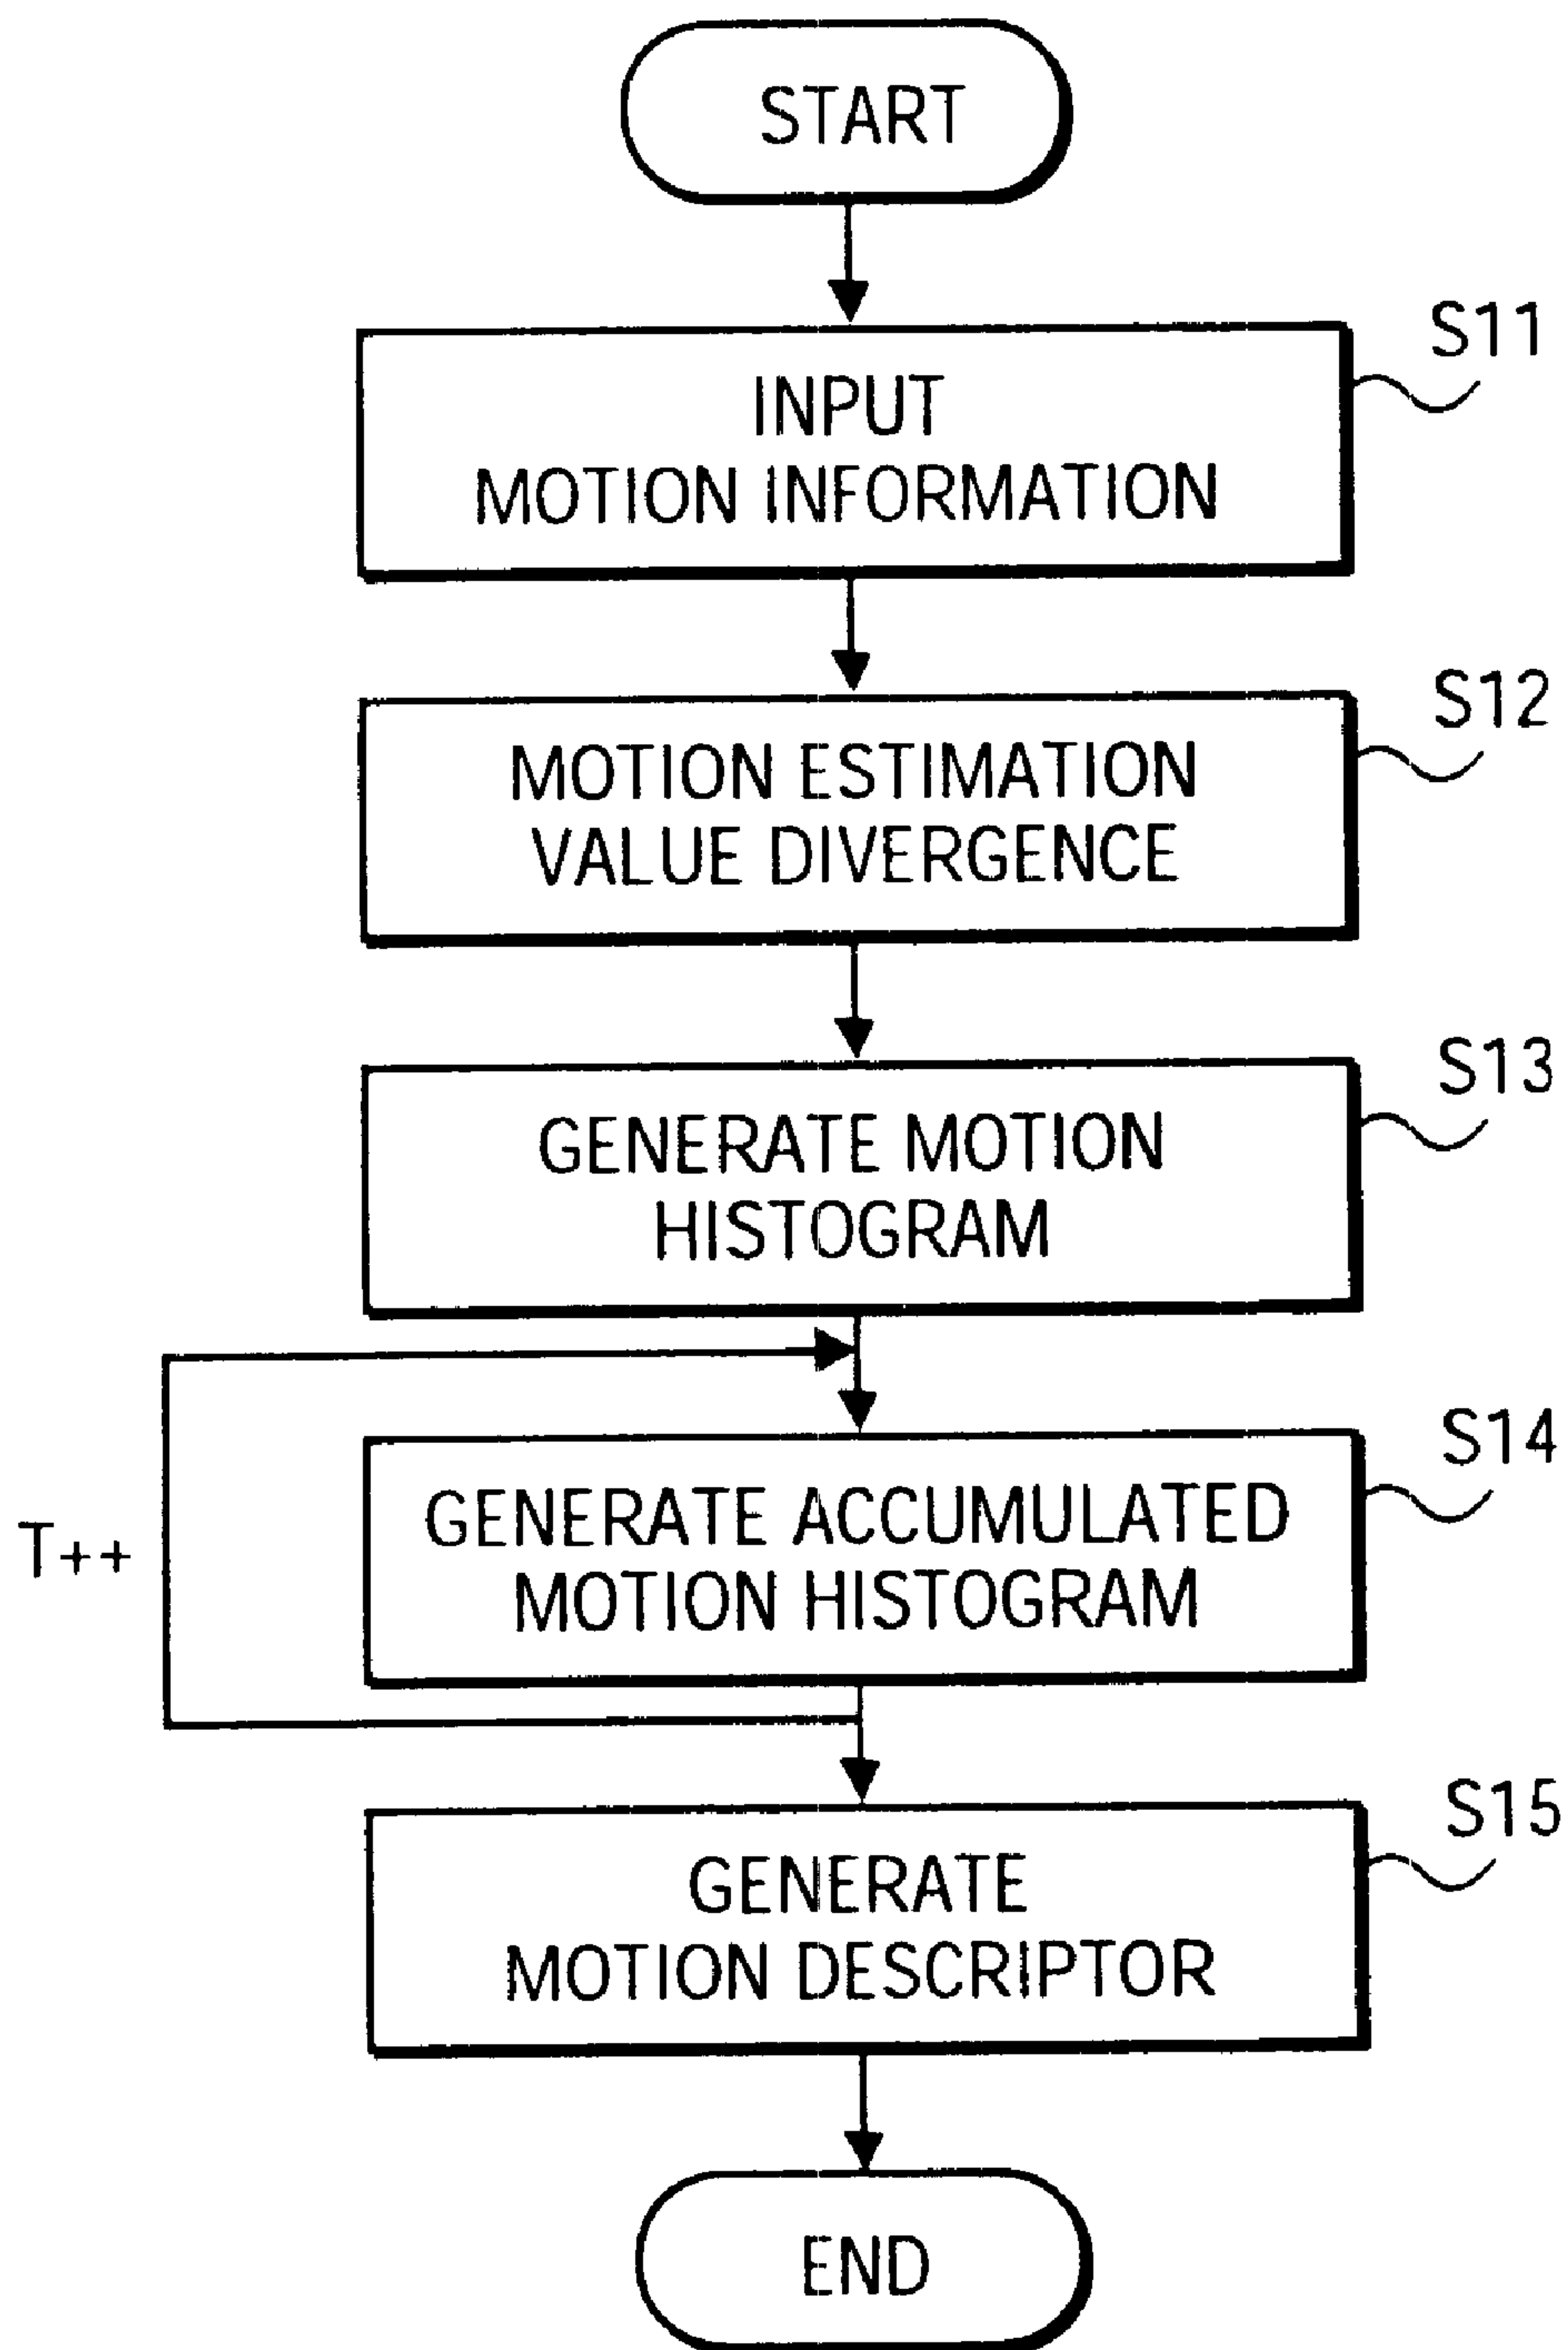 START
S11
INPUT
MOTION INFORMATION
S12
MOTION ESTIMATION
VALUE DIVERGENCE
S13
GENERATE MOTION
HISTOGRAM
S14
GENERATE ACCUMULATED
MOTION HISTOGRAM
T++
S15
GENERATE
MOTION DESCRIPTOR
END